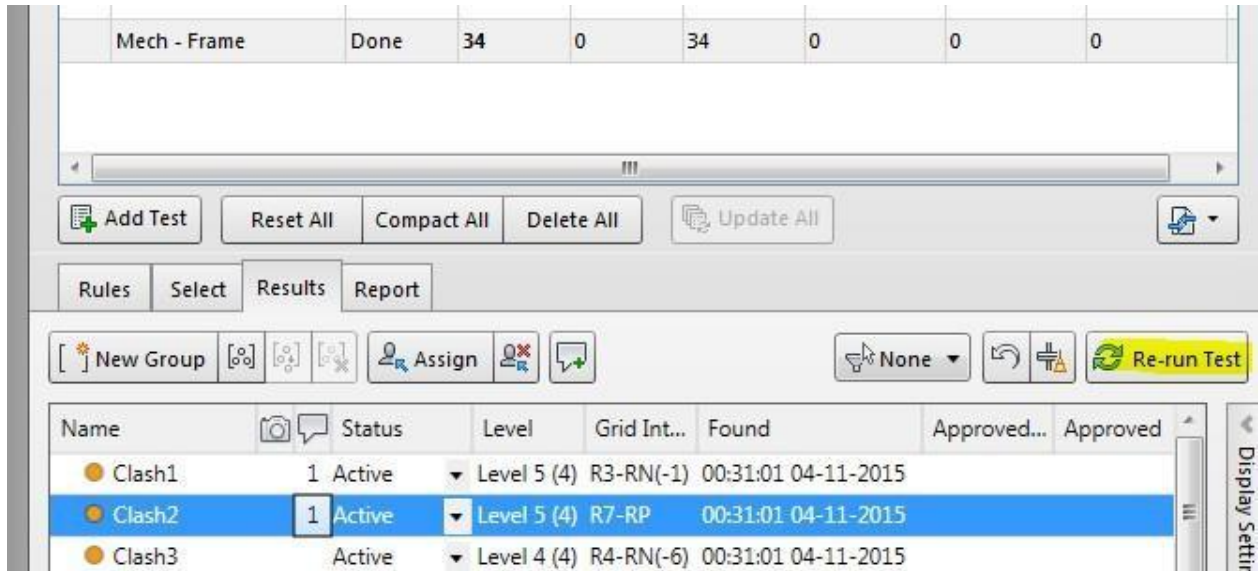 Mech - Frame Done 34 0 34 0 0 0
Add Test Reset All Compact All Delete All Update All
Rules Select Results Report
New Group Assign None Re-run Test
Name Status Level Grid Int... Found Approved... Approved
Clash1 1 Active Level 5 (4) R3-RN(-1) 00:31:01 04-11-2015
Clash2 1 Active Level 5 (4) R7-RP 00:31:01 04-11-2015
Clash3 Active Level 4 (4) R4-RN(-6) 00:31:01 04-11-2015
Display Settin